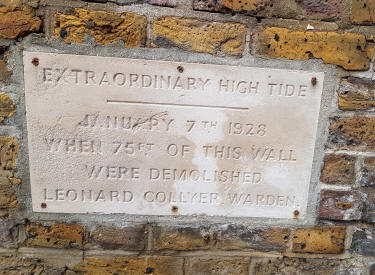 EXTRAORDINARY HIGH TIDE
JANUARY 7TH 1928
WHEN 75FT OF THIS WALL
WERE DEMOLISHED
LEONARD COLLYER, WARDEN.